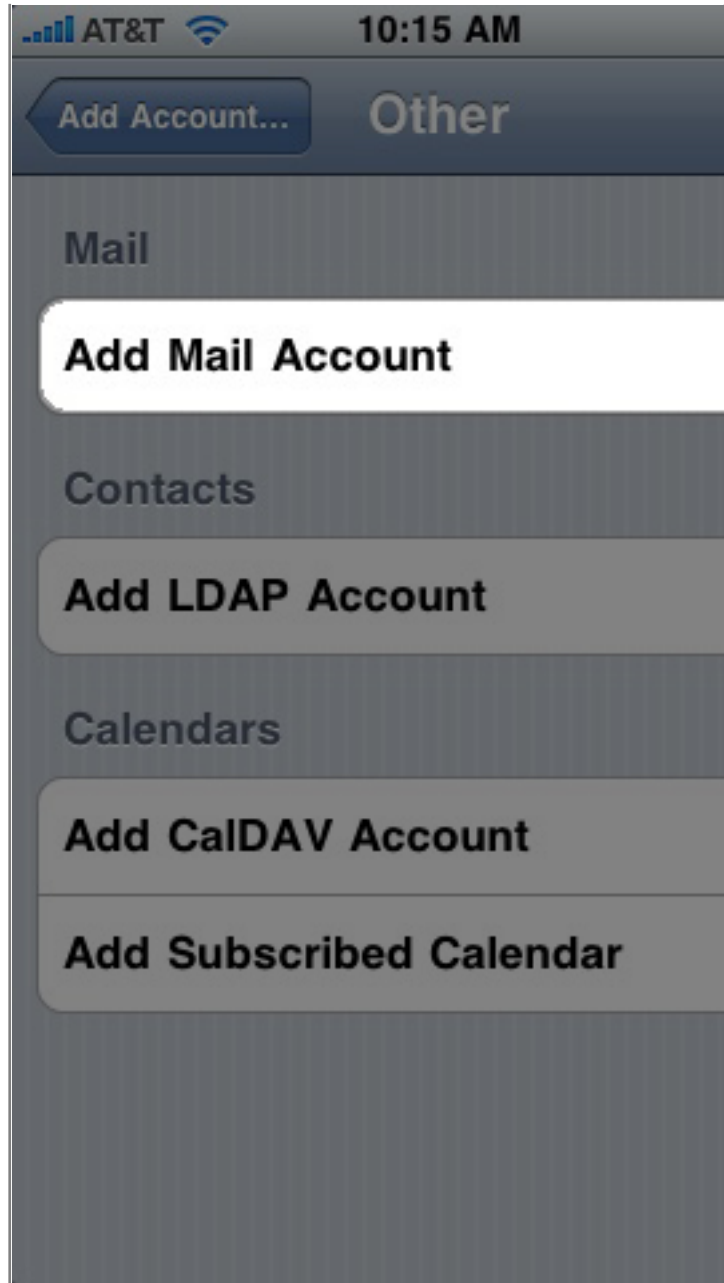 AT&T 10:15 AM
Add Account... Other
Mail
Add Mail Account
Contacts
Add LDAP Account
Calendars
Add CalDAV Account
Add Subscribed Calendar